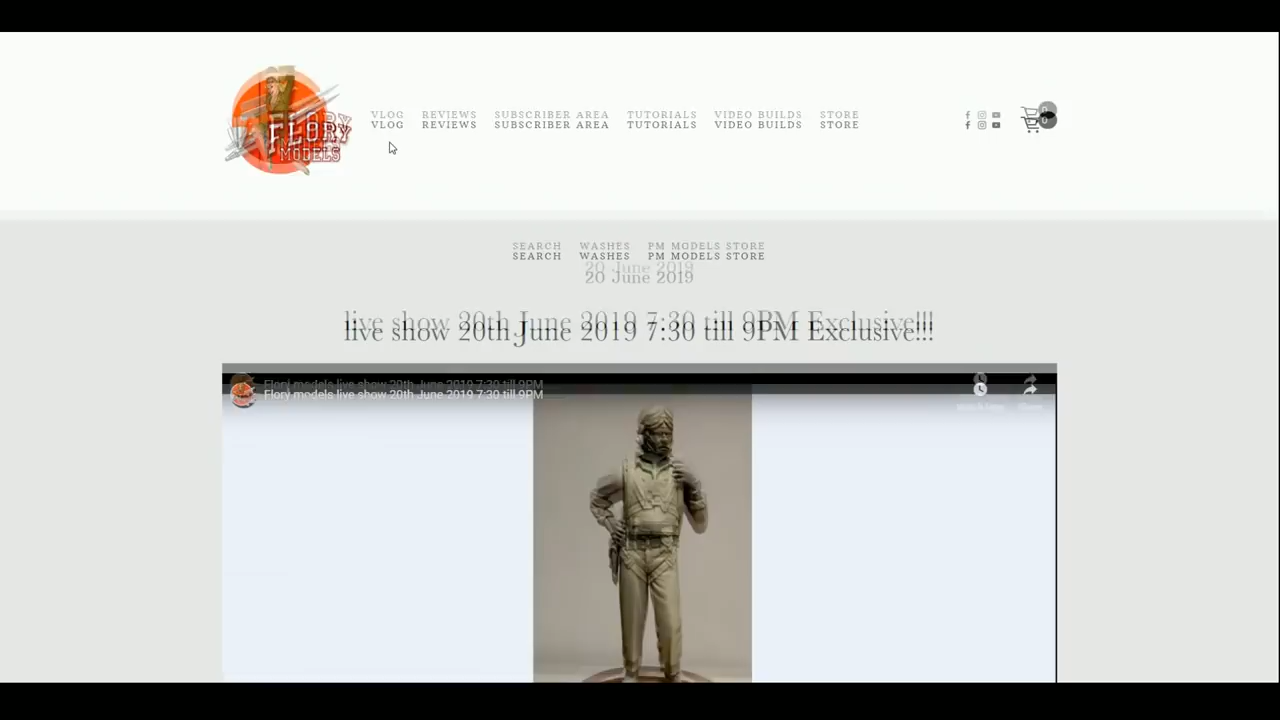 FLORY
MODELS
VLOG REVIEWS SUBSCRIBER AREA TUTORIALS VIDEO BUILDS STORE
0
SEARCH WASHES PM MODELS STORE
20 June 2019
live show 20th June 2019 7:30 till 9PM Exclusive!!!
Flory models live show 20th June 2019 7:30 till 9PM